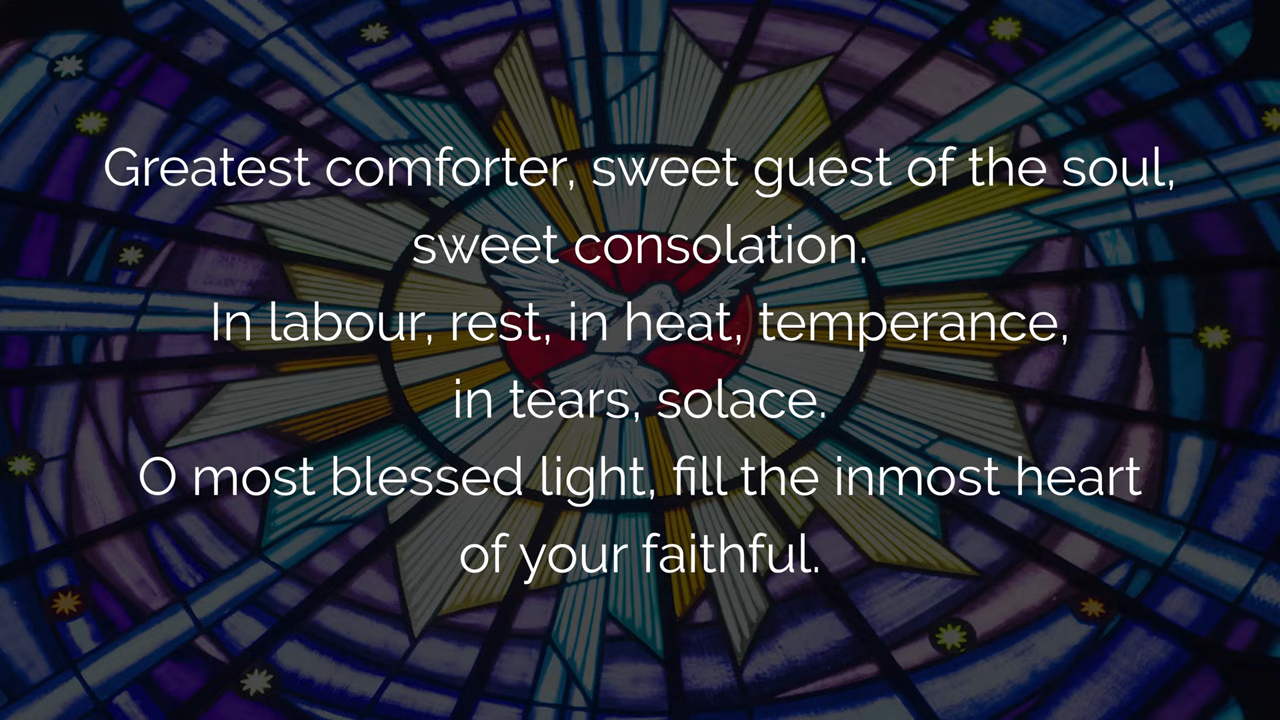 Greatest comforter, sweet guest of the soul,
sweet consolation.
In labour, rest, in heat, temperance,
in tears, solace.
O most blessed light, fill the inmost heart
of your faithful.